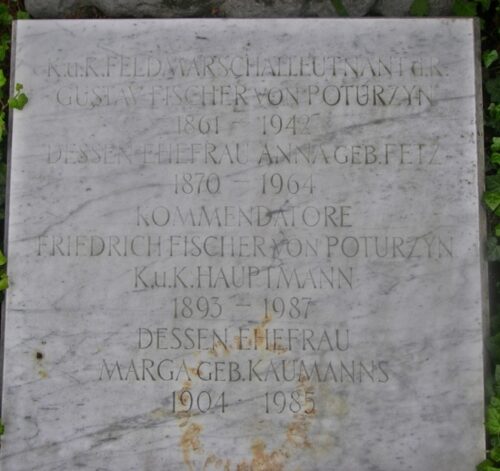 K.u.K. FELDMARSCHALLEUTNANT d.R.
GUSTAV FISCHER VON POTURZYN
1861 – 1942
DESSEN EHEFRAU ANNA GEB. FETZ
1870 – 1964
KOMMENDATORE
FRIEDRICH FISCHER VON POTURZYN
K.u.K. HAUPTMANN
1893 – 1987
DESSEN EHEFRAU
MARGA GEB. KAUMANNS
1904 – 1985